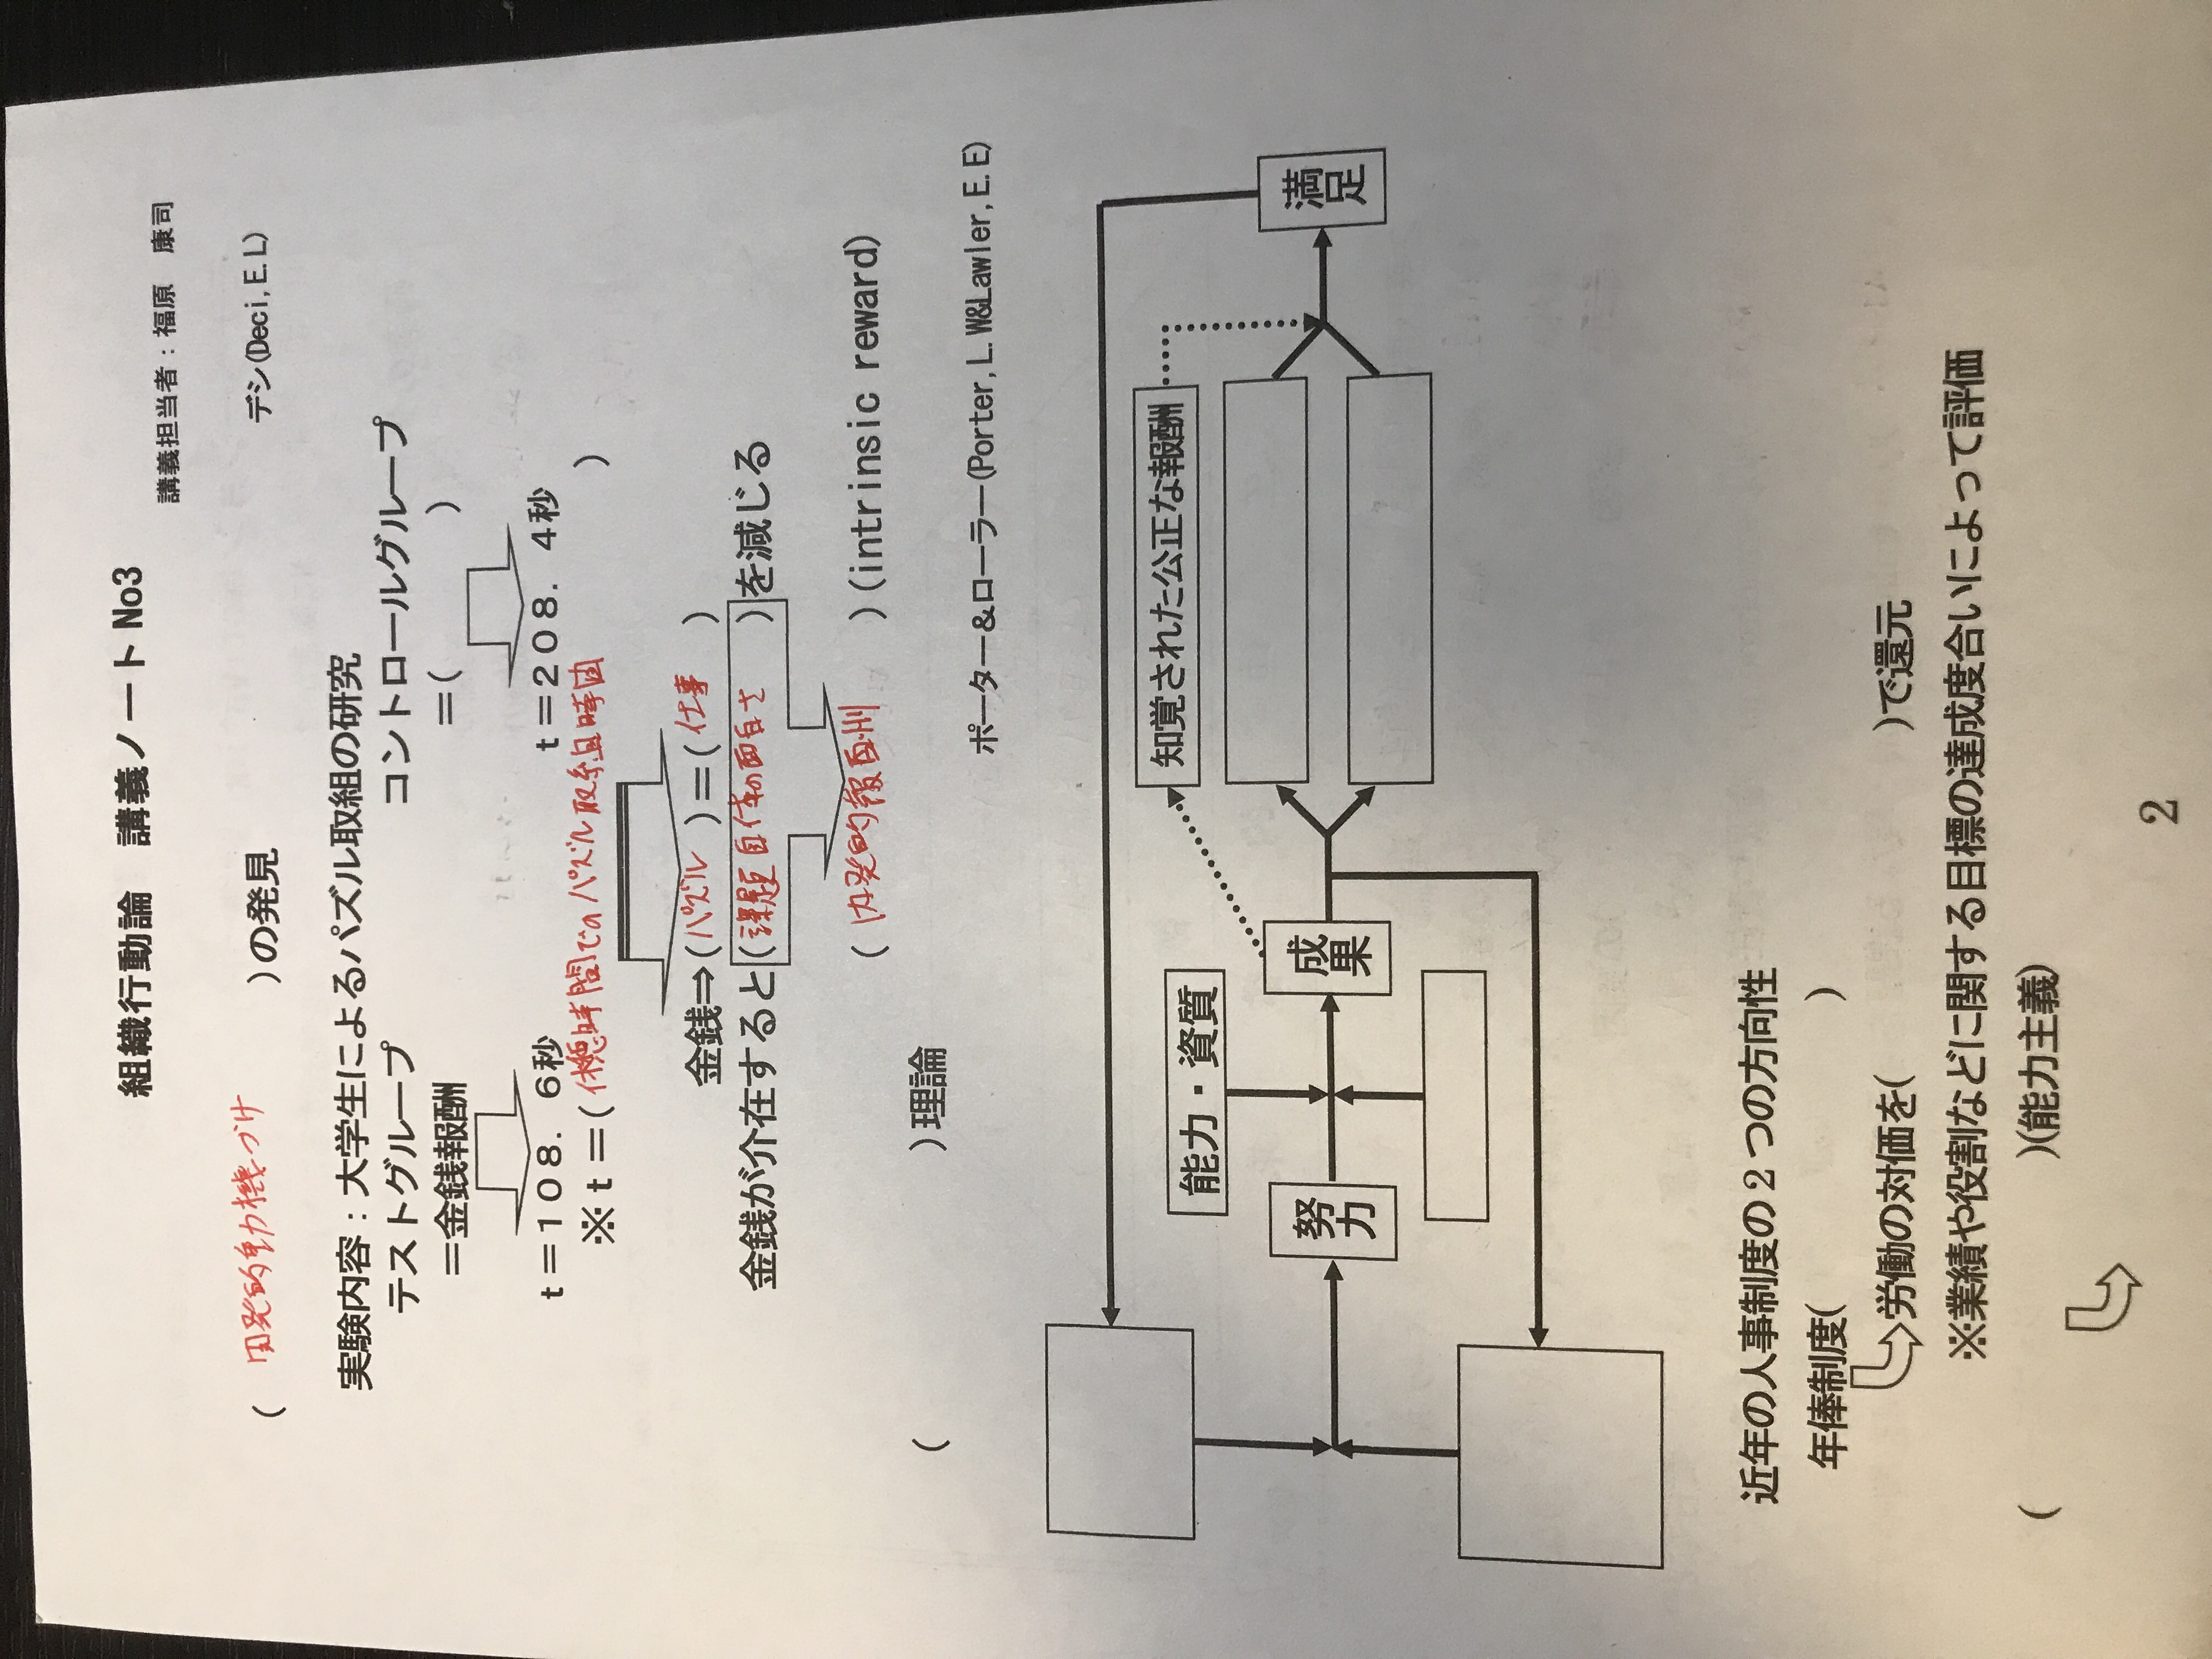 組織行動論　講義ノート No3
講義担当者：福原　康司
(内発的動機づけ)の発見　デシ(Deci, E. L)
実験内容：大学生によるパズル取組の研究
テストグループ　コントロールグループ
＝金銭報酬　＝(　　　)
ｔ＝１０８．６秒　ｔ＝２０８．４秒
※ｔ＝(休憩時間でのパズル取組時間)
金銭⇒(パズル)＝(仕事)
金銭が介在すると(課題自体の面白さ)を減じる
(内発的報酬)(intrinsic reward)
(　　　)理論
ポーター＆ローラー(Porter, L. W&Lawler, E. E)
知覚された公正な報酬
能力・資質
努力
成果
満足
近年の人事制度の２つの方向性
年俸制度(　　　)
労働の対価を(　　　)で還元
※業績や役割などに関する目標の達成度合いによって評価
(　　　)(能力主義)
2